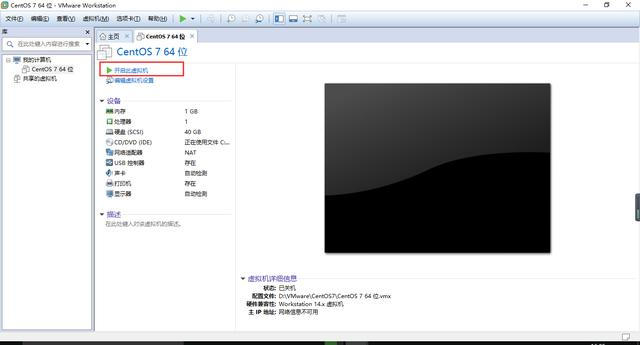 CentOS 7 64 位 - VMware Workstation
文件(F) 编辑(E) 查看(V) 虚拟机(M) 选项卡(T) 帮助(H)
库
在此处键入内容进行搜索
我的计算机
CentOS 7 64 位
共享的虚拟机
主页
CentOS 7 64 位
CentOS 7 64 位
开启此虚拟机
编辑虚拟机设置
设备
内存 1 GB
处理器 1
硬盘 (SCSI) 40 GB
CD/DVD (IDE) 正在使用文件 C:...
网络适配器 NAT
USB 控制器 存在
声卡 自动检测
打印机 存在
显示器 自动检测
描述
在此处键入对该虚拟机的描述。
虚拟机详细信息
状态: 已关机
配置文件: D:\VMware\CentOS7\CentOS 7 64 位.vmx
硬件兼容性: Workstation 14.x 虚拟机
主 IP 地址: 网络信息不可用